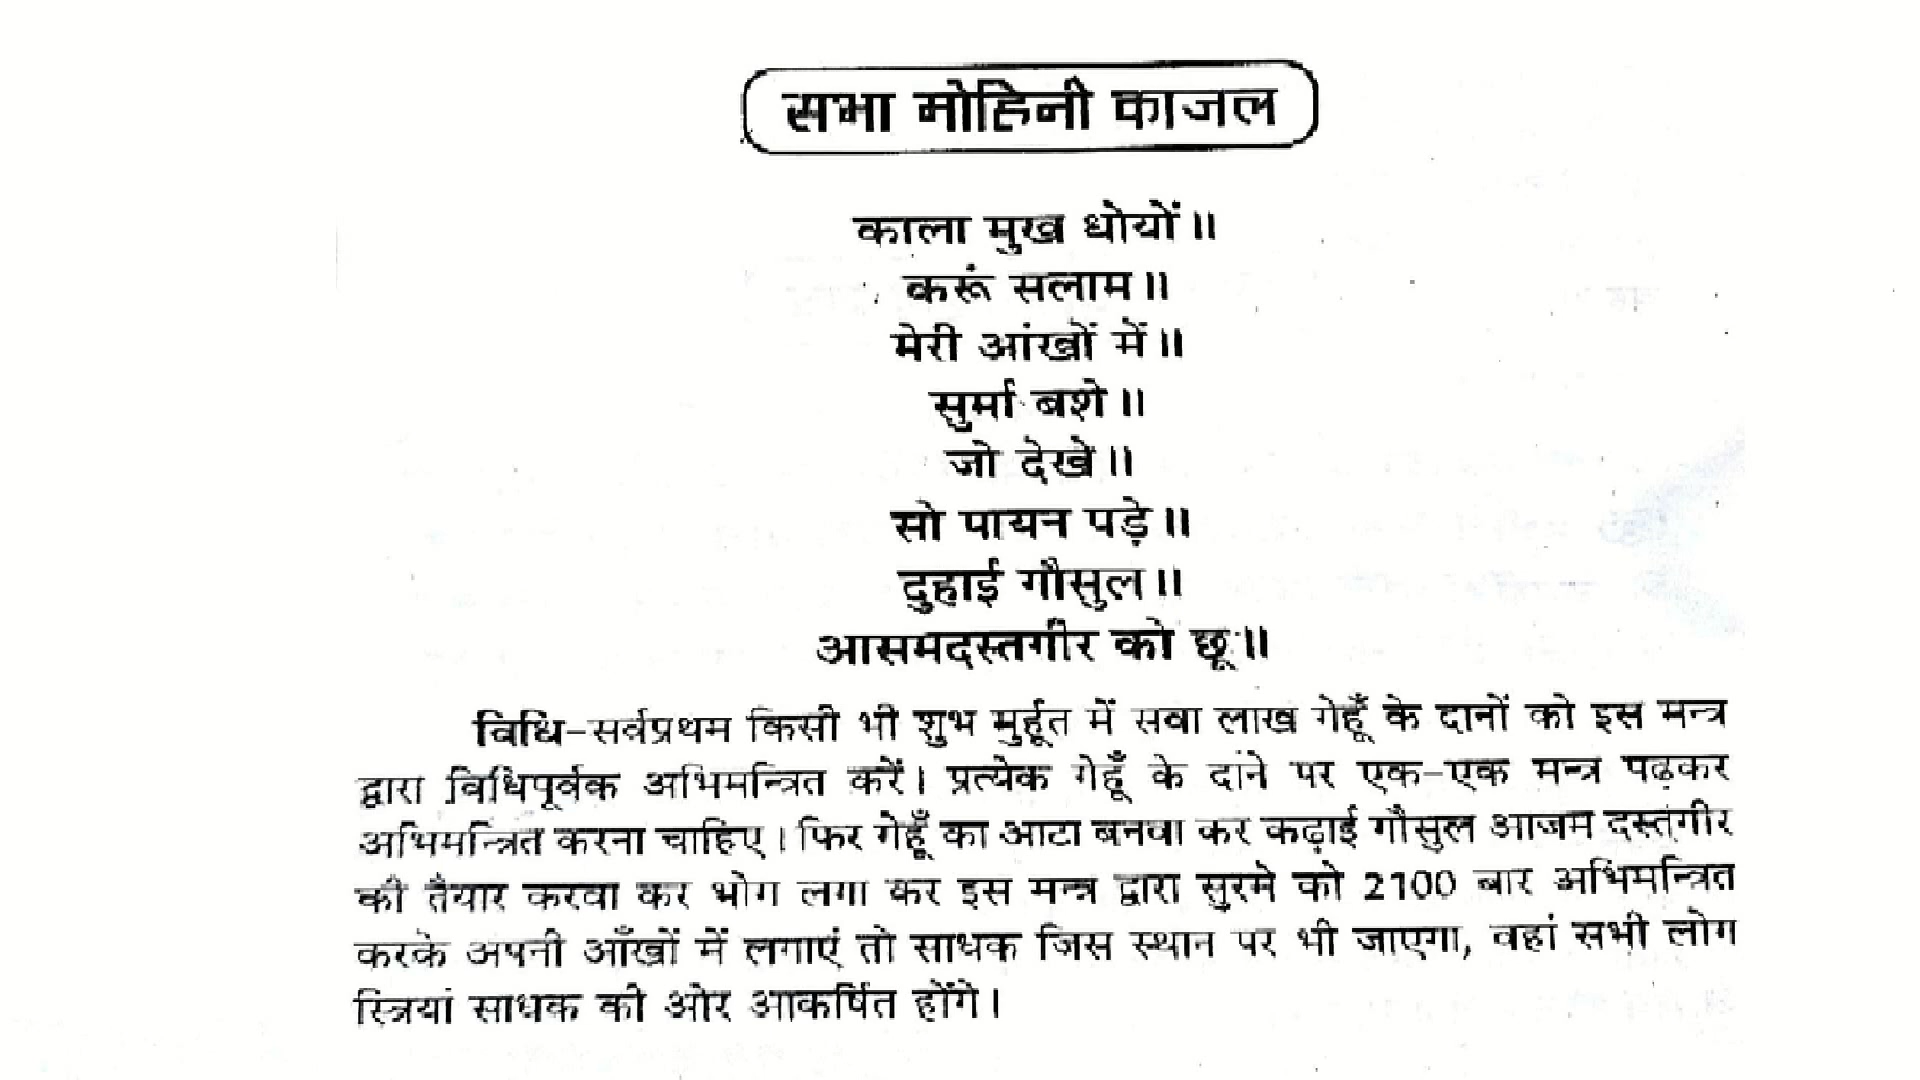 सभा मोहिनी काजल
काला मुख धोयों॥
करूं सलाम॥
मेरी आंखों में॥
सुर्मा बशे॥
जो देखे॥
सो पायन पड़े॥
दुहाई गौसुल॥
आसमदस्तगीर को छू॥
विधि-सर्वप्रथम किसी भी शुभ मुर्हूत में सवा लाख गेहूँ के दानों को इस मन्त्र
द्वारा विधिपूर्वक अभिमन्त्रित करें। प्रत्येक गेहूँ के दाने पर एक-एक मन्त्र पढ़कर
अभिमन्त्रित करना चाहिए। फिर गेहूँ का आटा बनवा कर कढ़ाई गौसुल आजम दस्तगीर
की तैयार करवा कर भोग लगा कर इस मन्त्र द्वारा सुरमे को 2100 बार अभिमन्त्रित
करके अपनी आँखों में लगाएं तो साधक जिस स्थान पर भी जाएगा, वहां सभी लोग
स्त्रियां साधक की ओर आकर्षित होंगे।